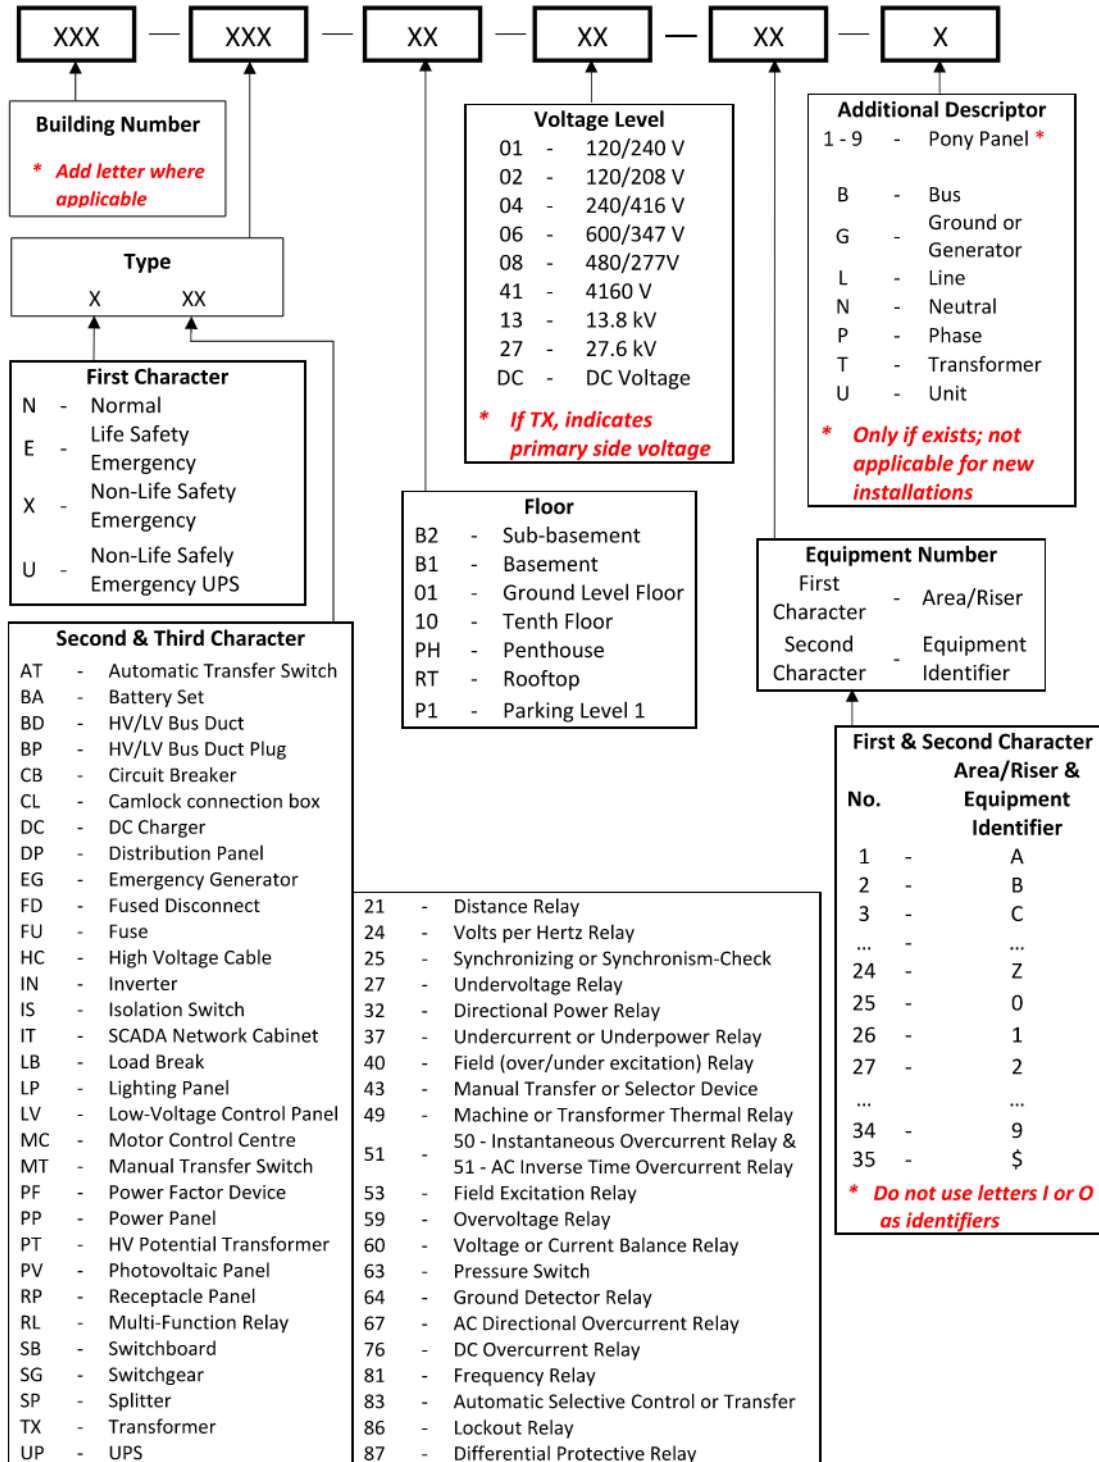 XXX — XXX — XX — XX — XX — X
Building Number
* Add letter where
applicable
Type
X XX
First Character
N - Normal
E - Life Safety
Emergency
X - Non-Life Safety
Emergency
U - Non-Life Safely
Emergency UPS
Second & Third Character
AT - Automatic Transfer Switch
BA - Battery Set
BD - HV/LV Bus Duct
BP - HV/LV Bus Duct Plug
CB - Circuit Breaker
CL - Camlock connection box
DC - DC Charger
DP - Distribution Panel
EG - Emergency Generator
FD - Fused Disconnect
FU - Fuse
HC - High Voltage Cable
IN - Inverter
IS - Isolation Switch
IT - SCADA Network Cabinet
LB - Load Break
LP - Lighting Panel
LV - Low-Voltage Control Panel
MC - Motor Control Centre
MT - Manual Transfer Switch
PF - Power Factor Device
PP - Power Panel
PT - HV Potential Transformer
PV - Photovoltaic Panel
RP - Receptacle Panel
RL - Multi-Function Relay
SB - Switchboard
SG - Switchgear
SP - Splitter
TX - Transformer
UP - UPS
21 - Distance Relay
24 - Volts per Hertz Relay
25 - Synchronizing or Synchronism-Check
27 - Undervoltage Relay
32 - Directional Power Relay
37 - Undercurrent or Underpower Relay
40 - Field (over/under excitation) Relay
43 - Manual Transfer or Selector Device
49 - Machine or Transformer Thermal Relay
51 - 50 - Instantaneous Overcurrent Relay &
51 - AC Inverse Time Overcurrent Relay
53 - Field Excitation Relay
59 - Overvoltage Relay
60 - Voltage or Current Balance Relay
63 - Pressure Switch
64 - Ground Detector Relay
67 - AC Directional Overcurrent Relay
76 - DC Overcurrent Relay
81 - Frequency Relay
83 - Automatic Selective Control or Transfer
86 - Lockout Relay
87 - Differential Protective Relay
Floor
B2 - Sub-basement
B1 - Basement
01 - Ground Level Floor
10 - Tenth Floor
PH - Penthouse
RT - Rooftop
P1 - Parking Level 1
Voltage Level
01 - 120/240 V
02 - 120/208 V
04 - 240/416 V
06 - 600/347 V
08 - 480/277V
41 - 4160 V
13 - 13.8 kV
27 - 27.6 kV
DC - DC Voltage
* If TX, indicates
primary side voltage
Additional Descriptor
1 - 9 - Pony Panel *
B - Bus
G - Ground or
Generator
L - Line
N - Neutral
P - Phase
T - Transformer
U - Unit
* Only if exists; not
applicable for new
installations
Equipment Number
First
Character - Area/Riser
Second
Character - Equipment
Identifier
First & Second Character
No. Area/Riser &
Equipment
Identifier
1 - A
2 - B
3 - C
... - ...
24 - Z
25 - 0
26 - 1
27 - 2
... ...
34 - 9
35 - $
* Do not use letters I or O
as identifiers